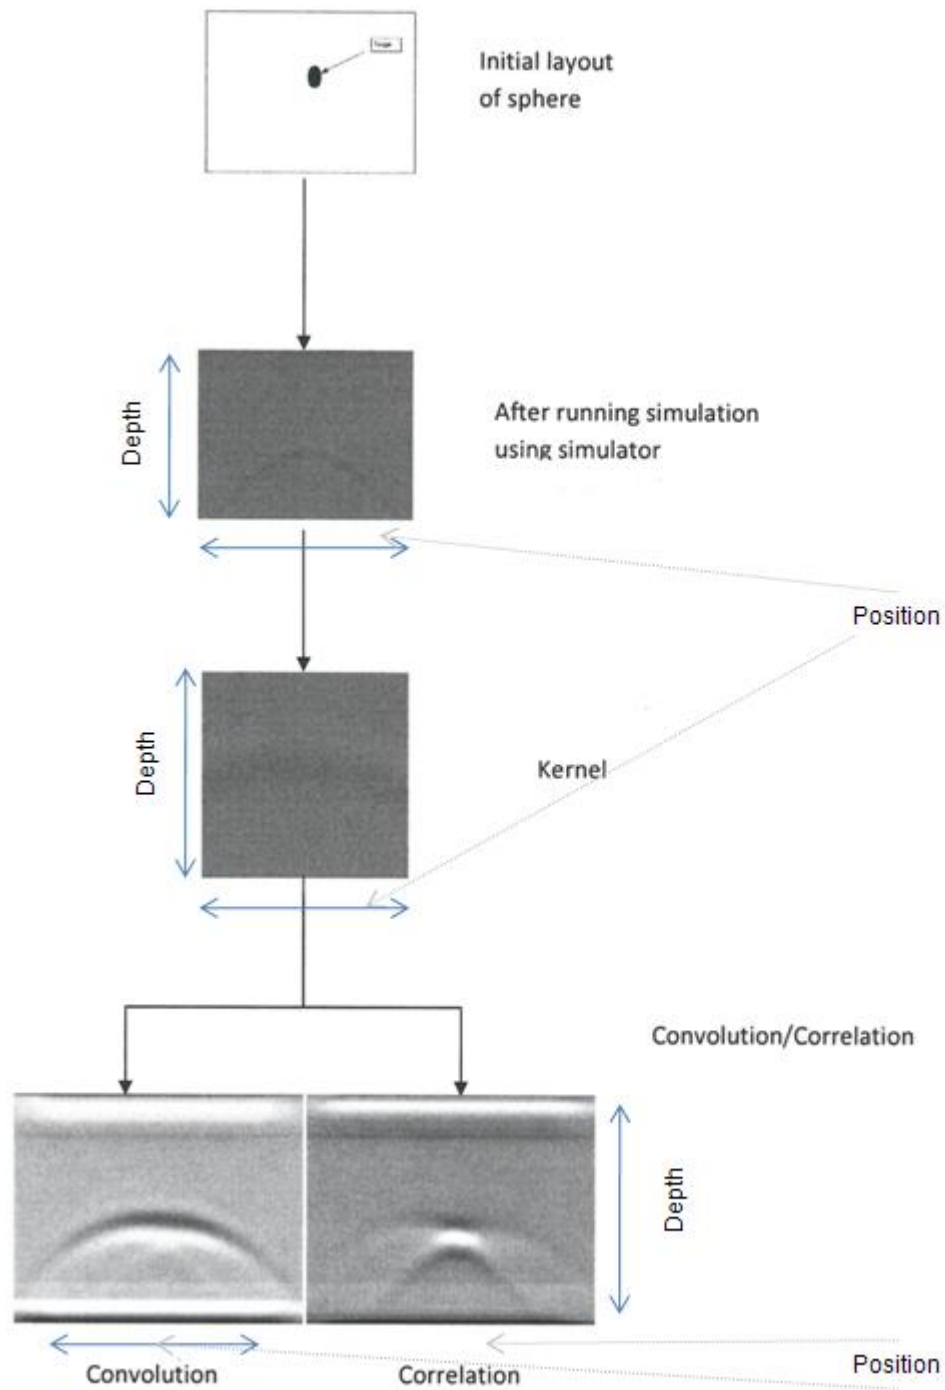 Initial layout
of sphere
Depth
After running simulation
using simulator
Position
Depth
Kernel
Convolution/Correlation
Depth
Convolution
Correlation
Position